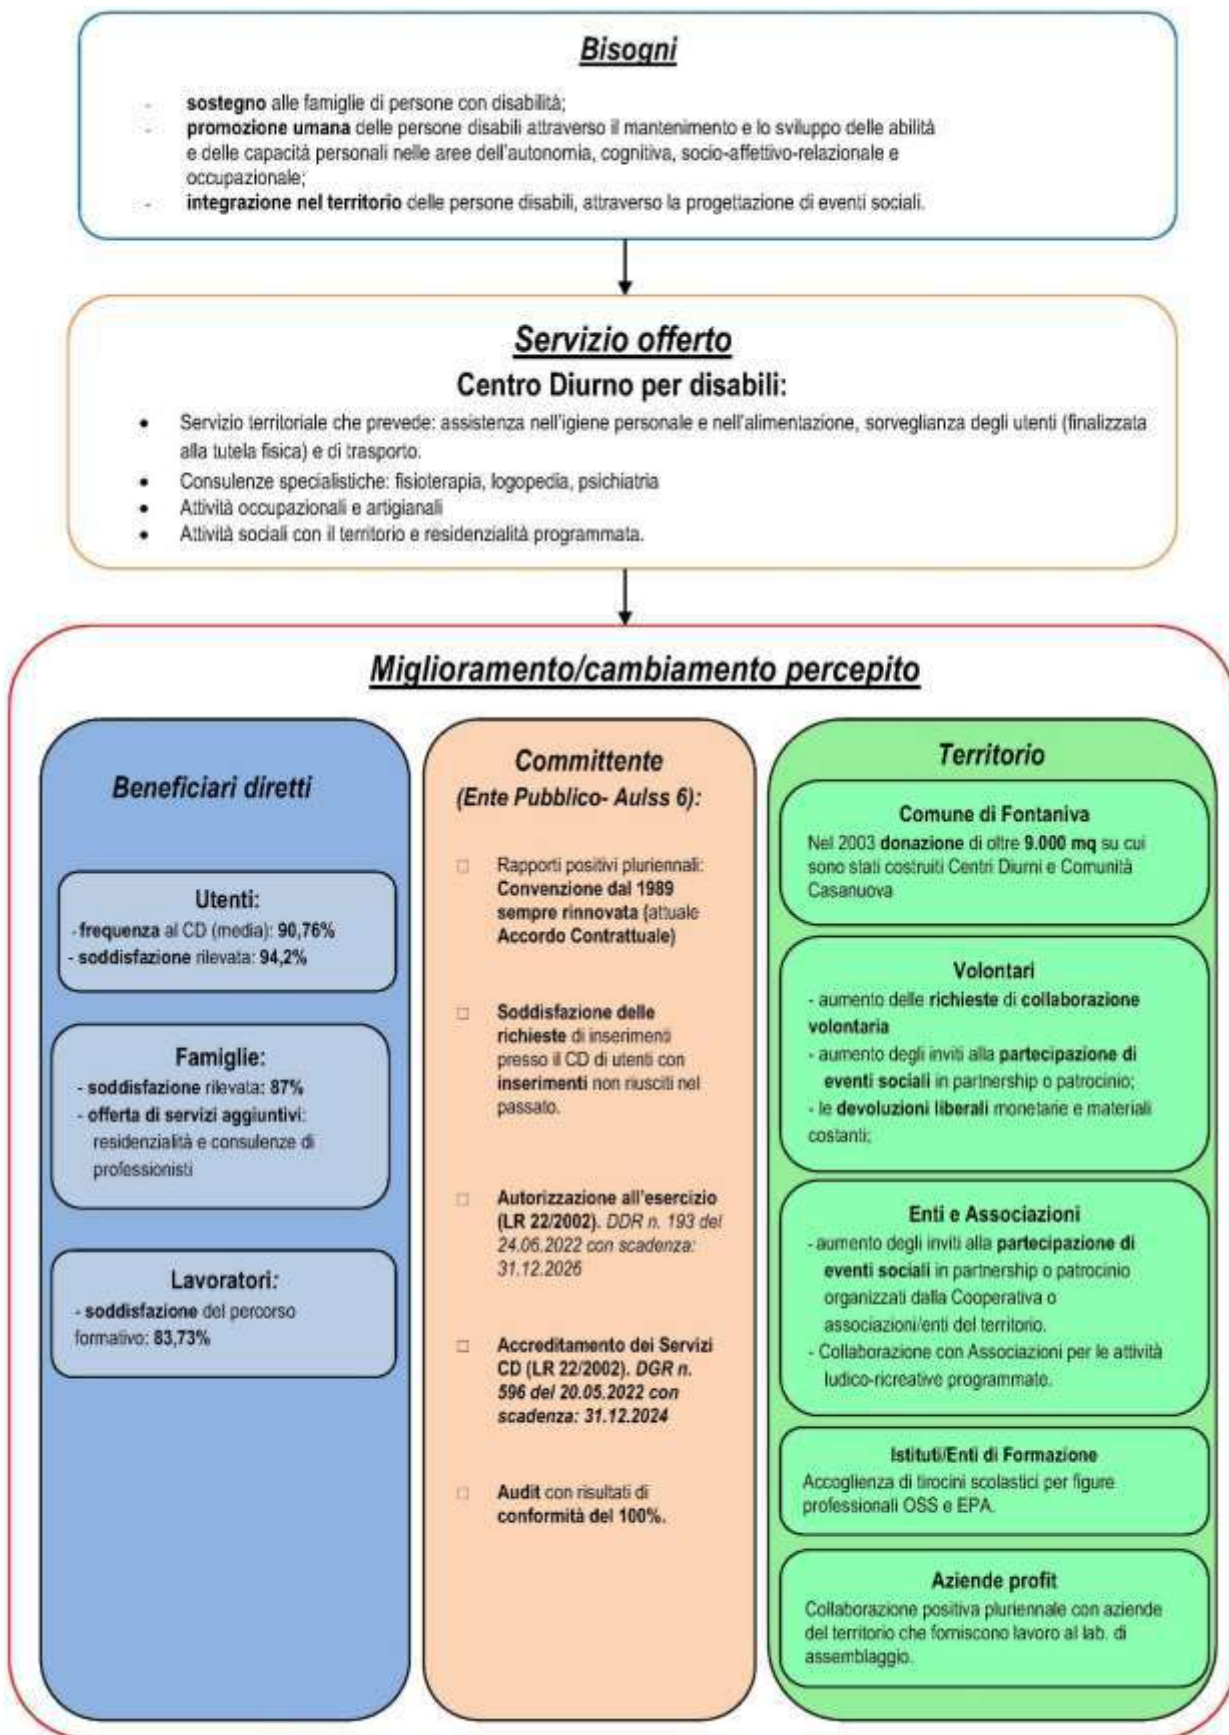 Bisogni
- sostegno alle famiglie di persone con disabilità;
- promozione umana delle persone disabili attraverso il mantenimento e lo sviluppo delle abilità
e delle capacità personali nelle aree dell'autonomia, cognitiva, socio-affettivo-relazionale e
occupazionale;
- integrazione nel territorio delle persone disabili, attraverso la progettazione di eventi sociali.
Servizio offerto
Centro Diurno per disabili:
• Servizio territoriale che prevede: assistenza nell'igiene personale e nell'alimentazione, sorveglianza degli utenti (finalizzata
alla tutela fisica) e di trasporto.
• Consulenze specialistiche: fisioterapia, logopedia, psichiatria
• Attività occupazionali e artigianali
• Attività sociali con il territorio e residenzialità programmata.
Miglioramento/cambiamento percepito
Beneficiari diretti
Utenti:
- frequenza al CD (media): 90,76%
- soddisfazione rilevata: 94,2%
Famiglie:
- soddisfazione rilevata: 87%
- offerta di servizi aggiuntivi:
residenzialità e consulenze di
professionisti
Lavoratori:
- soddisfazione del percorso
formativo: 83,73%
Committente
(Ente Pubblico- Aulss 6):
□ Rapporti positivi pluriennali:
Convenzione dal 1989
sempre rinnovata (attuale
Accordo Contrattuale)
□ Soddisfazione delle
richieste di inserimenti
presso il CD di utenti con
inserimenti non riusciti nel
passato.
□ Autorizzazione all'esercizio
(LR 22/2002). DDR n. 193 del
24.06.2022 con scadenza:
31.12.2026
□ Accreditamento dei Servizi
CD (LR 22/2002). DGR n.
596 del 20.05.2022 con
scadenza: 31.12.2024
□ Audit con risultati di
conformità del 100%.
Territorio
Comune di Fontaniva
Nel 2003 donazione di oltre 9.000 mq su cui
sono stati costruiti Centri Diurni e Comunità
Casanuova
Volontari
- aumento delle richieste di collaborazione
volontaria
- aumento degli inviti alla partecipazione di
eventi sociali in partnership o patrocinio;
- le devoluzioni liberali monetarie e materiali
costanti;
Enti e Associazioni
- aumento degli inviti alla partecipazione di
eventi sociali in partnership o patrocinio
organizzati dalla Cooperativa o
associazioni/enti del territorio.
- Collaborazione con Associazioni per le attività
ludico-ricreative programmate.
Istituti/Enti di Formazione
Accoglienza di tirocini scolastici per figure
professionali OSS e EPA.
Aziende profit
Collaborazione positiva pluriennale con aziende
del territorio che forniscono lavoro al lab. di
assemblaggio.